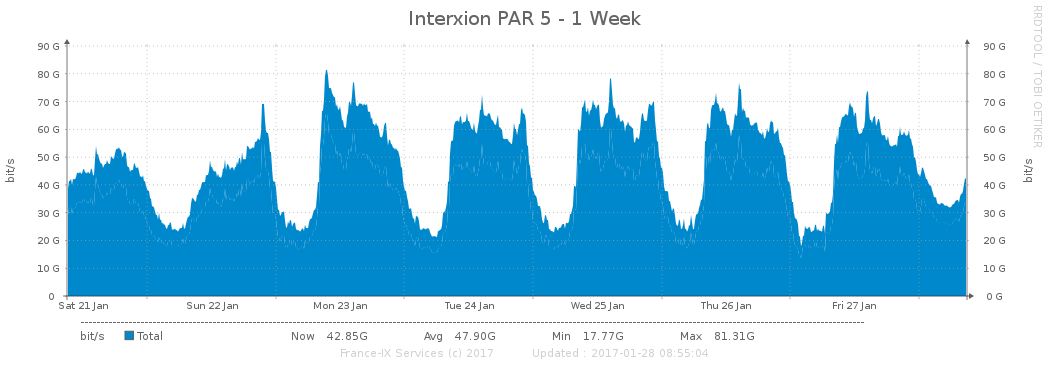 Interxion PAR 5 - 1 Week
RRDTOOL / TOBI OETIKER
90 G 90 G
80 G 80 G
70 G 70 G
60 G 60 G
50 G 50 G
40 G 40 G
30 G 30 G
20 G 20 G
10 G 10 G
0 0 G
bit/s
bit/s
Sat 21 Jan Sun 22 Jan Mon 23 Jan Tue 24 Jan Wed 25 Jan Thu 26 Jan Fri 27 Jan
bit/s Total Now 42.85G Avg 47.90G Min 17.77G Max 81.31G
France-IX Services (c) 2017 Updated : 2017-01-28 08:55:04